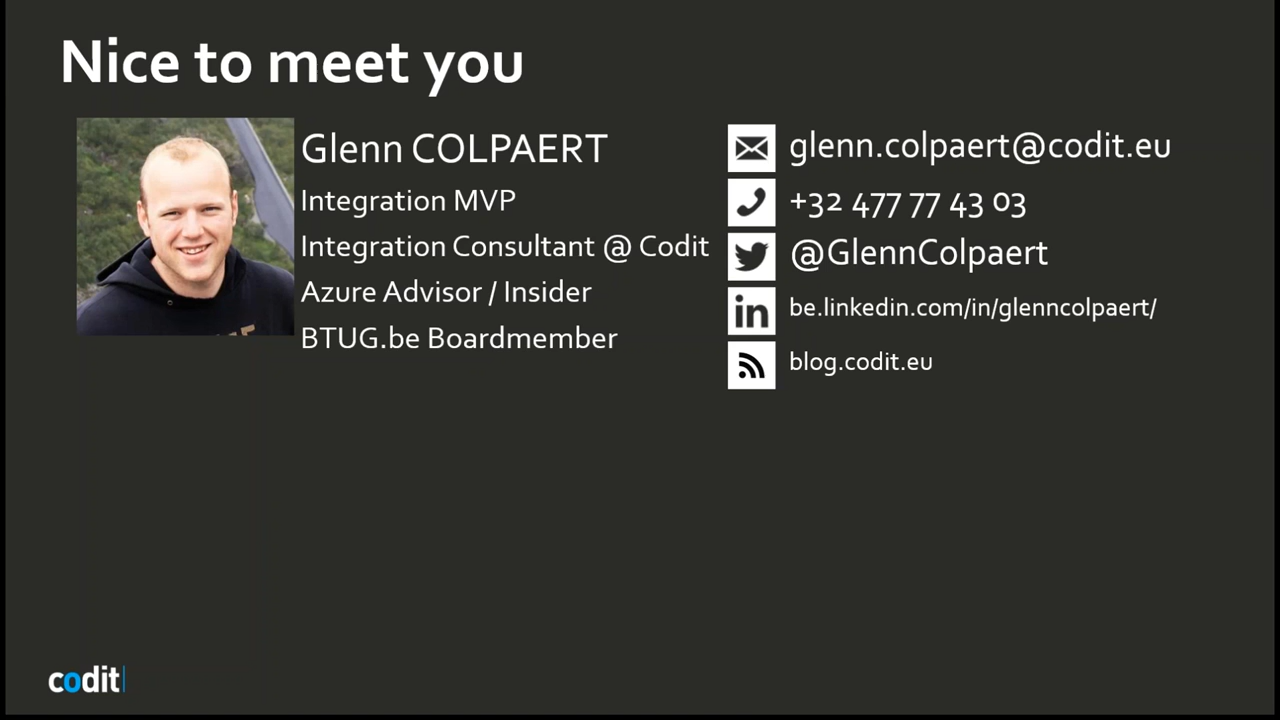 Nice to meet you
Glenn COLPAERT
Integration MVP
Integration Consultant @ Codit
Azure Advisor / Insider
BTUG.be Boardmember
glenn.colpaert@codit.eu
+32 477 77 43 03
@GlennColpaert
in
be.linkedin.com/in/glenncolpaert/
blog.codit.eu
codit